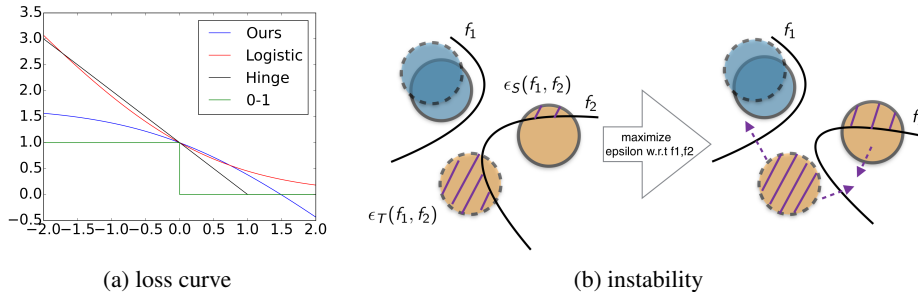 3.5
3.0
2.5
2.0
1.5
1.0
0.5
0.0
−0.5
−2.0 −1.5 −1.0 −0.5 0.0 0.5 1.0 1.5 2.0
Ours
Logistic
Hinge
0-1
(a) loss curve
f1
ϵS(f1, f2)
f2
ϵT(f1, f2)
maximize
epsilon w.r.t f1,f2
f1
f
(b) instability